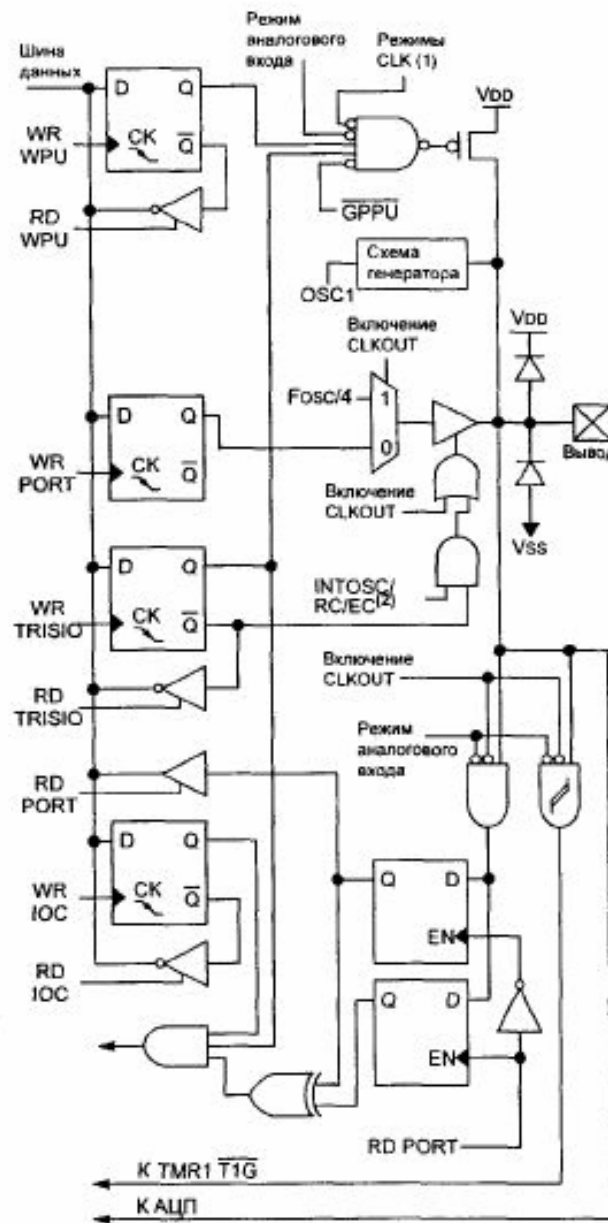 Режим
аналогового
входа
Режимы
CLK (1)
Шина
данных
VDD
D Q
WR
WPU
CK Q
RD
WPU
GPPU
Схема
генератора
OSC1
Включение
CLKOUT
VDD
FOSC/4
1
0
D Q
WR
PORT
CK Q
Вывод
Включение
CLKOUT
VSS
D Q
WR
TRISIO
CK Q
INTOSC/
RC/EC(2)
RD
TRISIO
Включение
CLKOUT
Режим
аналогового
входа
RD
PORT
D Q
WR
IOC
CK Q
Q D
EN
RD
IOC
Q D
EN
RD PORT
К TMR1 T1G
К АЦП